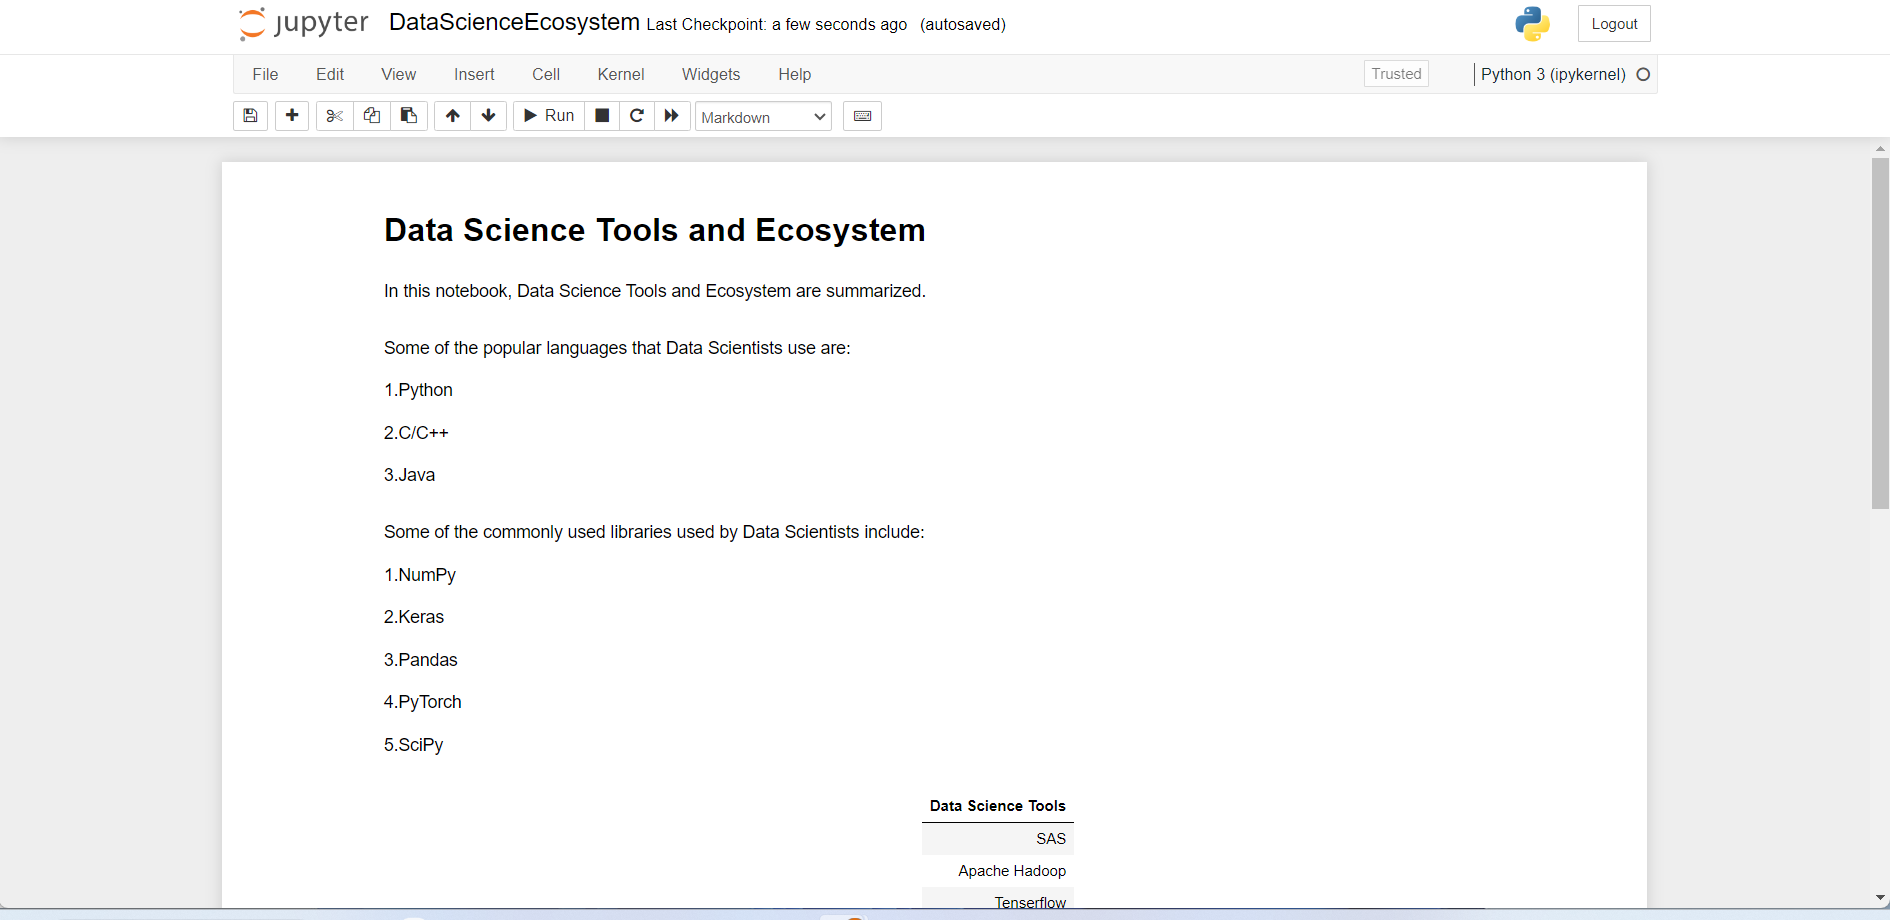 jupyter DataScienceEcosystem Last Checkpoint: a few seconds ago (autosaved) Logout
File Edit View Insert Cell Kernel Widgets Help Trusted Python 3 (ipykernel)
Run Markdown
Data Science Tools and Ecosystem
In this notebook, Data Science Tools and Ecosystem are summarized.
Some of the popular languages that Data Scientists use are:
1.Python
2.C/C++
3.Java
Some of the commonly used libraries used by Data Scientists include:
1.NumPy
2.Keras
3.Pandas
4.PyTorch
5.SciPy
Data Science Tools
SAS
Apache Hadoop
Tenserflow